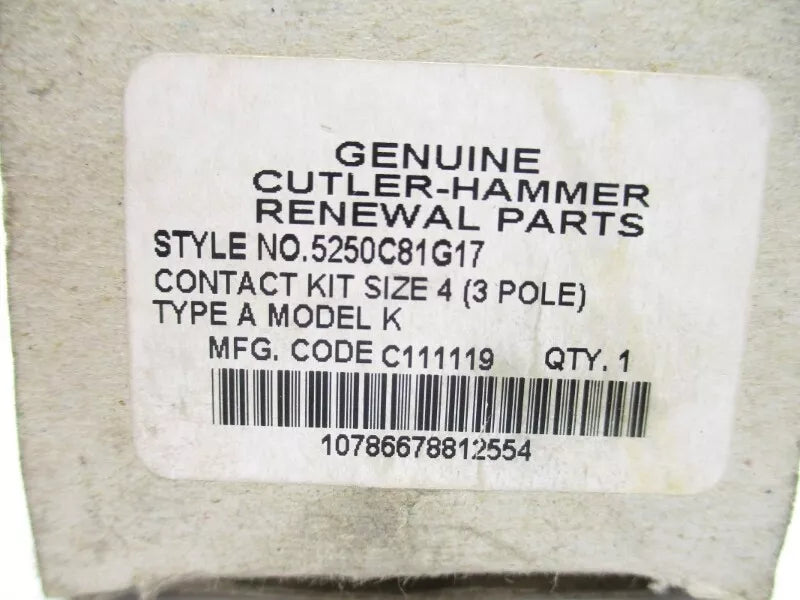 GENUINE
CUTLER-HAMMER
RENEWAL PARTS
STYLE NO.5250C81G17
CONTACT KIT SIZE 4 (3 POLE)
TYPE A MODEL K
MFG. CODE C111119 QTY. 1
10786678812554